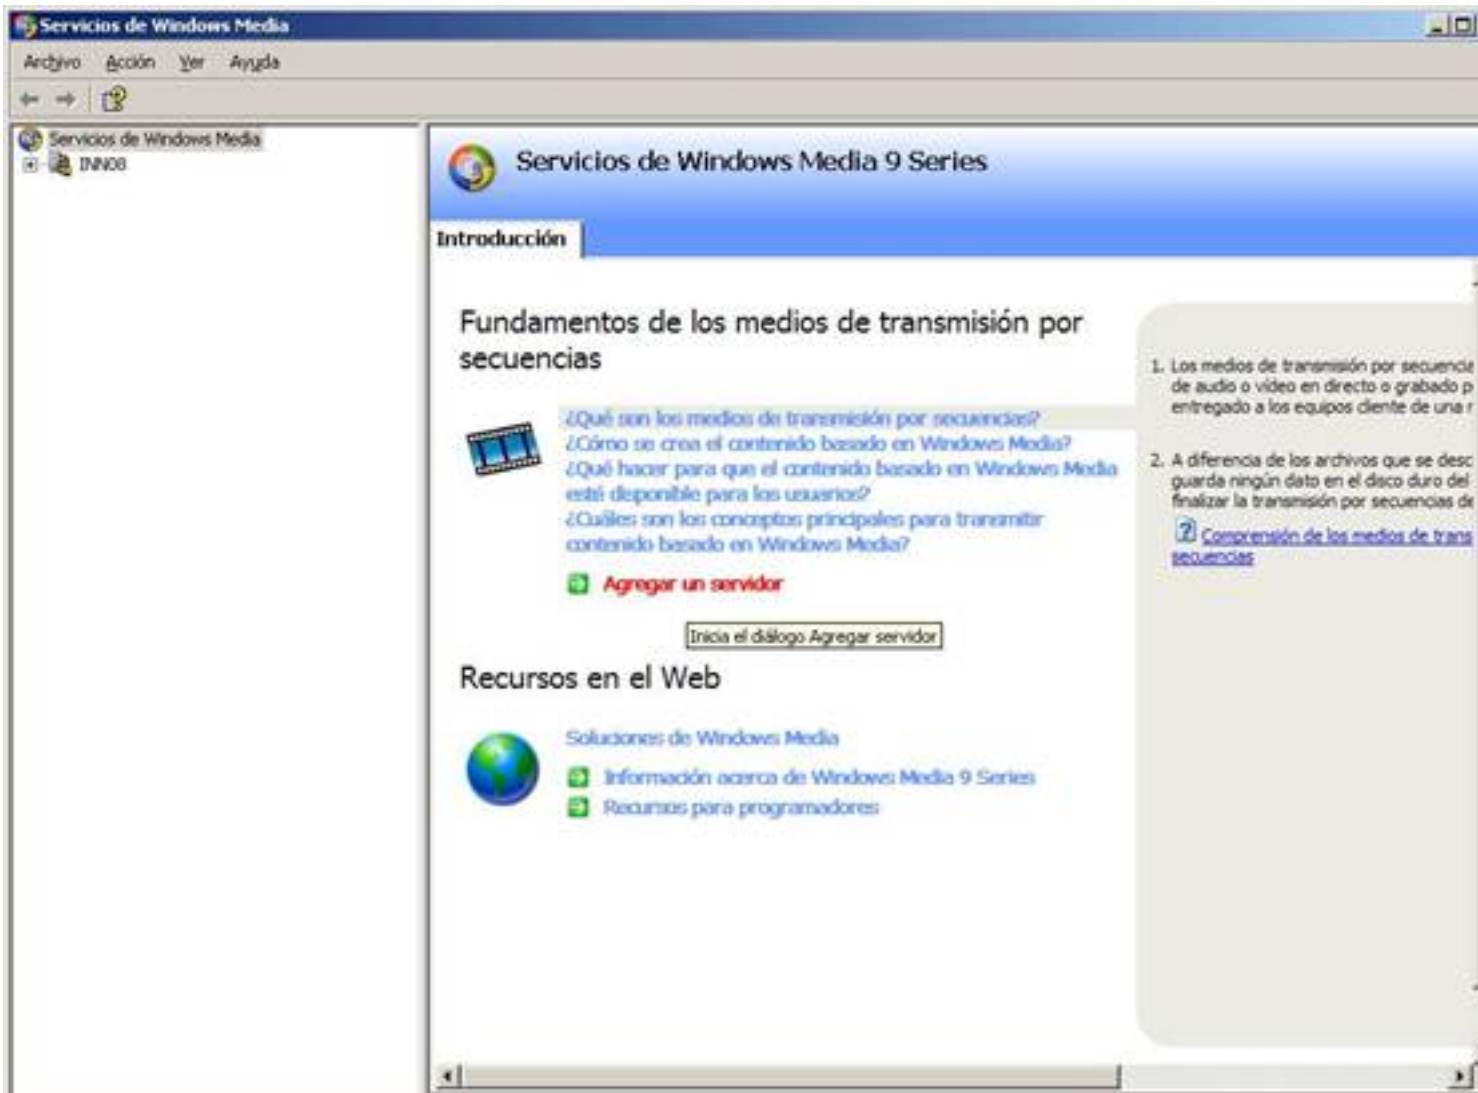 Servicios de Windows Media
Archivo Acción Ver Ayuda
Servicios de Windows Media
INN08
Servicios de Windows Media 9 Series
Introducción
Fundamentos de los medios de transmisión por
secuencias
¿Qué son los medios de transmisión por secuencias?
¿Cómo se crea el contenido basado en Windows Media?
¿Qué hacer para que el contenido basado en Windows Media
esté disponible para los usuarios?
¿Cuáles son los conceptos principales para transmitir
contenido basado en Windows Media?
Agregar un servidor
Inicia el diálogo Agregar servidor
Recursos en el Web
Soluciones de Windows Media
Información acerca de Windows Media 9 Series
Recursos para programadores
1. Los medios de transmisión por secuencia
de audio o vídeo en directo o grabado p
entregado a los equipos cliente de una r
2. A diferencia de los archivos que se desc
guarda ningún dato en el disco duro del
finalizar la transmisión por secuencias de
Comprensión de los medios de trans
secuencias